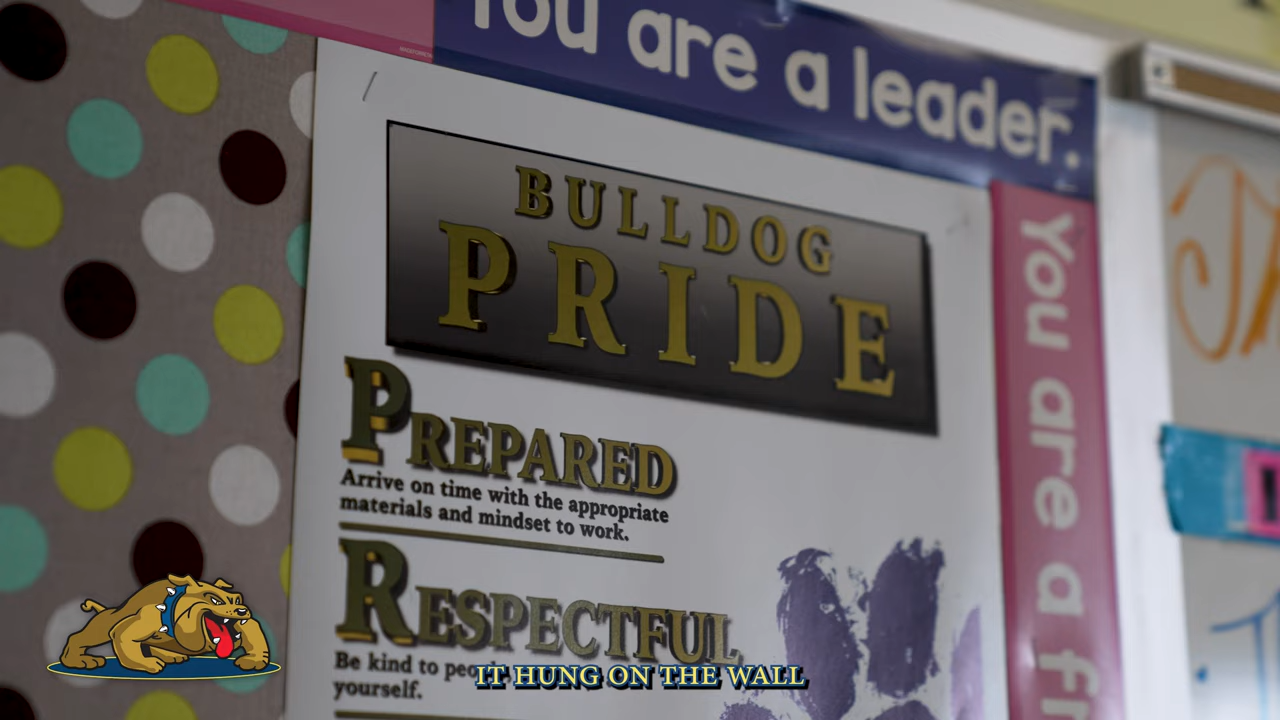 You are a leader.
BULLDOG
PRIDE
PREPARED
Arrive on time with the appropriate
materials and mindset to work.
RESPECTFUL
Be kind to
yourself.
You are a fr
IT HUNG ON THE WALL